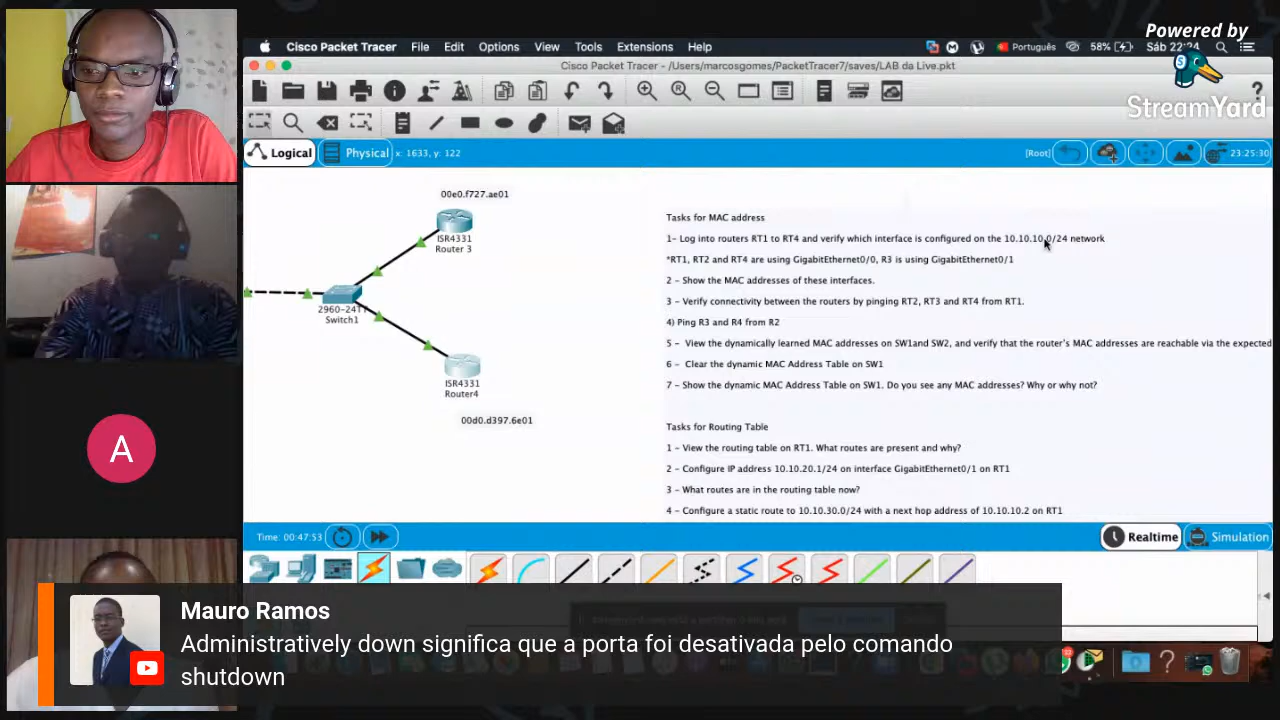 Powered by
StreamYard
Cisco Packet Tracer File Edit Options View Tools Extensions Help
Português 58% Sáb 22:24
Cisco Packet Tracer - /Users/marcosgomes/PacketTracer7/saves/LAB da Live.pkt
Logical Physical x: 1633, y: 122
[Root] 23:25:30
00e0.f727.ae01
ISR4331
Router 3
2960-24TT
Switch1
ISR4331
Router4
00d0.d397.6e01
Tasks for MAC address
1- Log into routers RT1 to RT4 and verify which interface is configured on the 10.10.10.0/24 network
*RT1, RT2 and RT4 are using GigabitEthernet0/0, R3 is using GigabitEthernet0/1
2 - Show the MAC addresses of these interfaces.
3 - Verify connectivity between the routers by pinging RT2, RT3 and RT4 from RT1.
4) Ping R3 and R4 from R2
5 - View the dynamically learned MAC addresses on SW1and SW2, and verify that the router's MAC addresses are reachable via the expected
6 - Clear the dynamic MAC Address Table on SW1
7 - Show the dynamic MAC Address Table on SW1. Do you see any MAC addresses? Why or why not?
Tasks for Routing Table
1 - View the routing table on RT1. What routes are present and why?
2 - Configure IP address 10.10.20.1/24 on interface GigabitEthernet0/1 on RT1
3 - What routes are in the routing table now?
4 - Configure a static route to 10.10.30.0/24 with a next hop address of 10.10.10.2 on RT1
Time: 00:47:53
Realtime Simulation
A
Mauro Ramos
Administratively down significa que a porta foi desativada pelo comando
shutdown